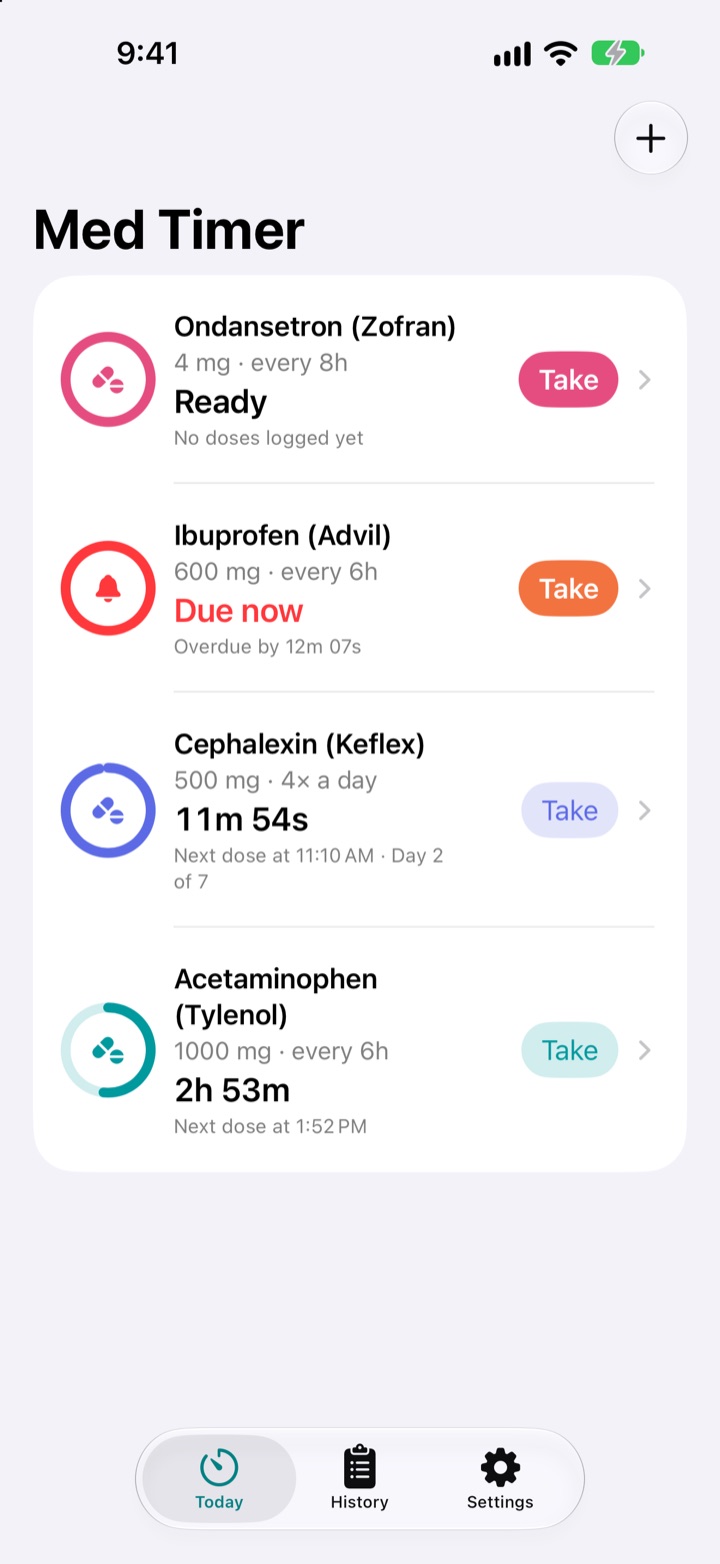 9:41
Med Timer
Ondansetron (Zofran)
4 mg · every 8h
Ready
No doses logged yet
Take
Ibuprofen (Advil)
600 mg · every 6h
Due now
Overdue by 12m 07s
Take
Cephalexin (Keflex)
500 mg · 4× a day
11m 54s
Next dose at 11:10 AM · Day 2
of 7
Take
Acetaminophen
(Tylenol)
1000 mg · every 6h
2h 53m
Next dose at 1:52 PM
Take
Today
History
Settings